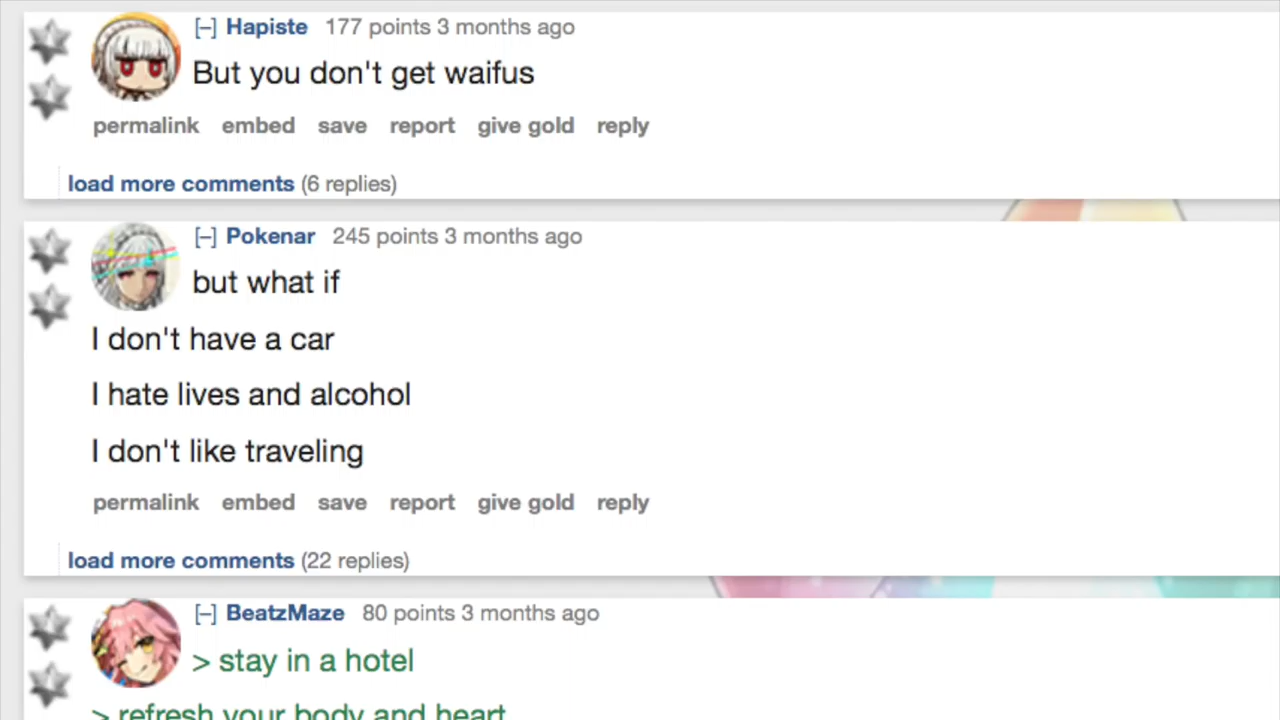 [–] Hapiste 177 points 3 months ago
But you don't get waifus
permalink embed save report give gold reply
load more comments (6 replies)
[–] Pokenar 245 points 3 months ago
but what if
I don't have a car
I hate lives and alcohol
I don't like traveling
permalink embed save report give gold reply
load more comments (22 replies)
[–] BeatzMaze 80 points 3 months ago
> stay in a hotel
> refresh your body and heart